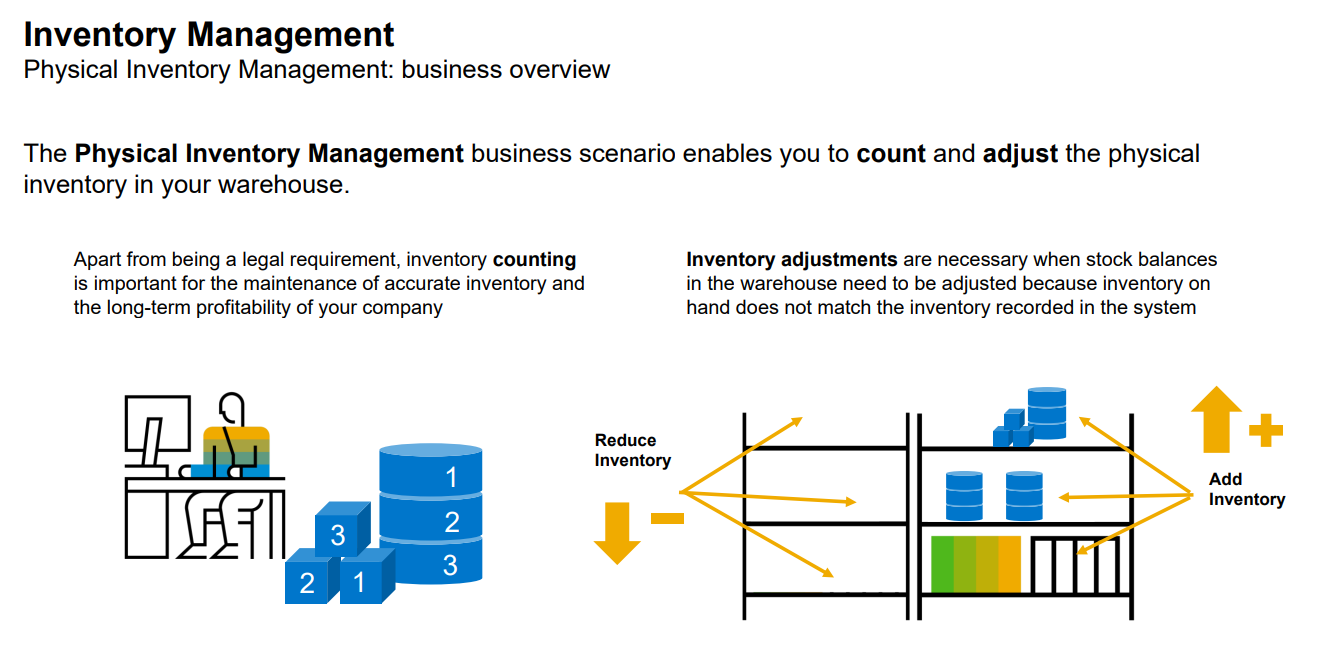 Inventory Management
Physical Inventory Management: business overview
The Physical Inventory Management business scenario enables you to count and adjust the physical
inventory in your warehouse.
Apart from being a legal requirement, inventory counting
is important for the maintenance of accurate inventory and
the long-term profitability of your company
Inventory adjustments are necessary when stock balances
in the warehouse need to be adjusted because inventory on
hand does not match the inventory recorded in the system
1
2
3
3
2 1
Reduce
Inventory
Add
Inventory